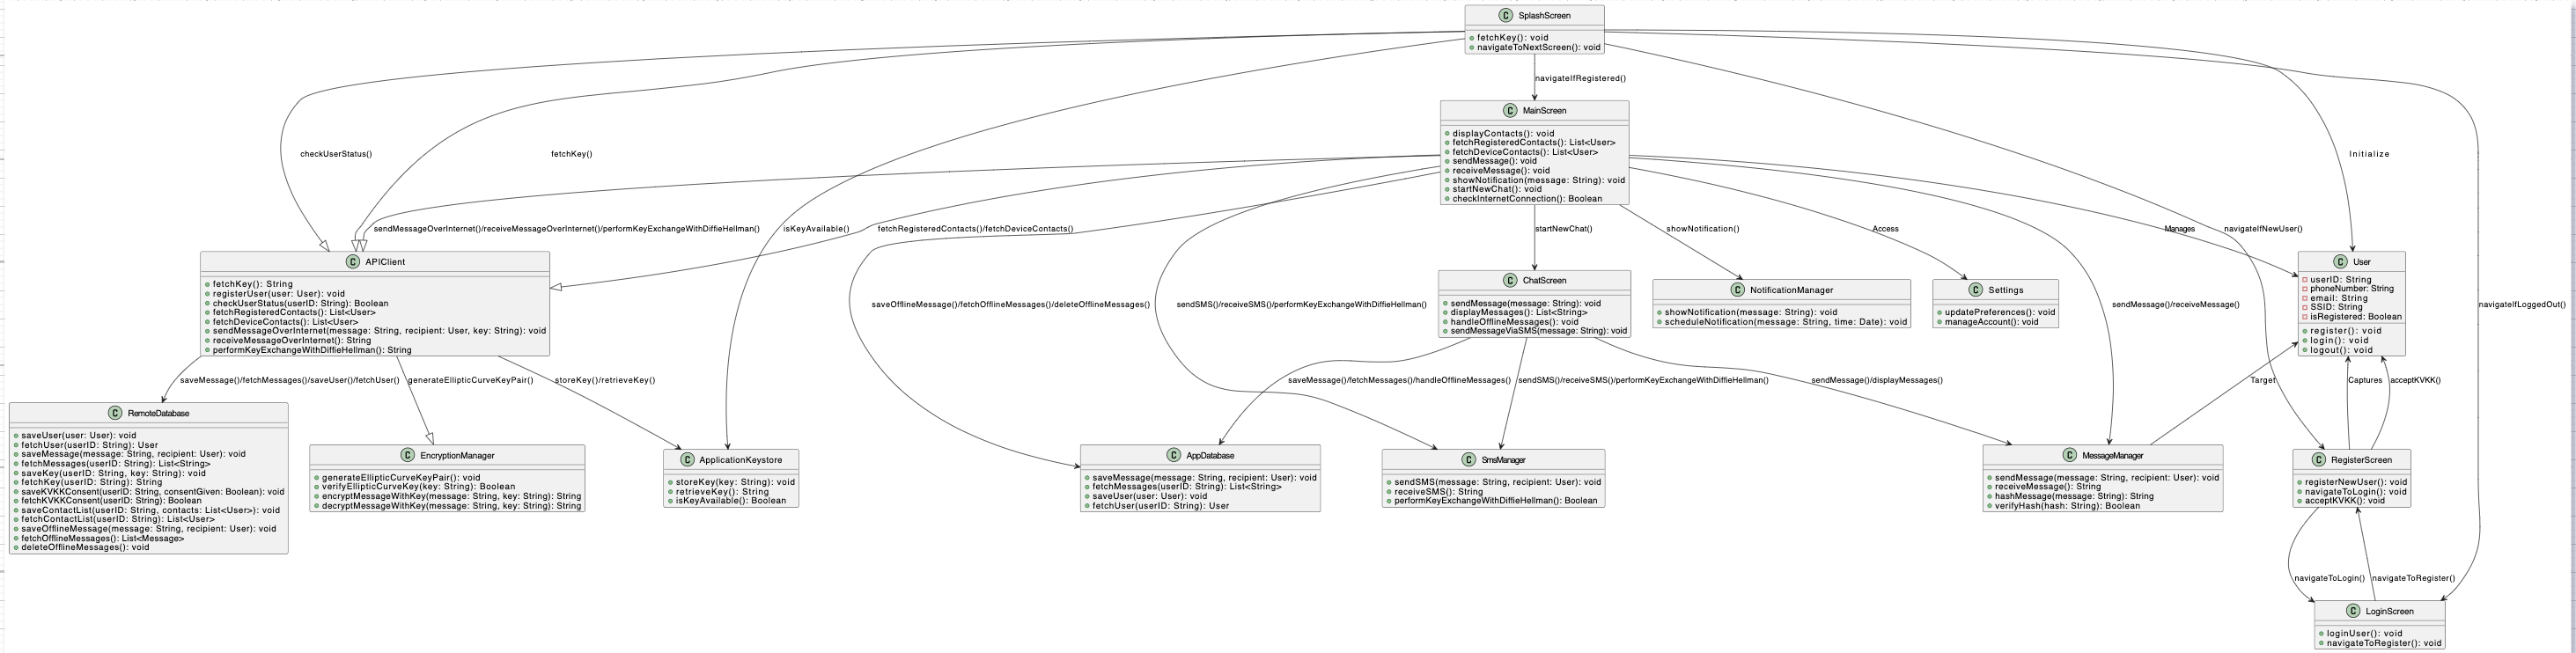 C SplashScreen
fetchKey(): void
navigateToNextScreen(): void
navigateIfRegistered()
checkUserStatus()
fetchKey()
Initialize
C MainScreen
displayContacts(): void
fetchRegisteredContacts(): List<User>
fetchDeviceContacts(): List<User>
sendMessage(): void
receiveMessage(): void
showNotification(message: String): void
startNewChat(): void
checkInternetConnection(): Boolean
sendMessageOverInternet()/receiveMessageOverInternet()/performKeyExchangeWithDiffieHellman()
isKeyAvailable()
fetchRegisteredContacts()/fetchDeviceContacts()
startNewChat()
showNotification()
Access
Manages
navigateIfNewUser()
C APIClient
fetchKey(): String
registerUser(user: User): void
checkUserStatus(userID: String): Boolean
fetchRegisteredContacts(): List<User>
fetchDeviceContacts(): List<User>
sendMessageOverInternet(message: String, recipient: User, key: String): void
receiveMessageOverInternet(): String
performKeyExchangeWithDiffieHellman(): String
saveOfflineMessage()/fetchOfflineMessages()/deleteOfflineMessages()
sendSMS()/receiveSMS()/performKeyExchangeWithDiffieHellman()
C ChatScreen
sendMessage(message: String): void
displayMessages(): List<String>
handleOfflineMessages(): void
sendMessageViaSMS(message: String): void
C NotificationManager
showNotification(message: String): void
scheduleNotification(message: String, time: Date): void
C Settings
updatePreferences(): void
manageAccount(): void
sendMessage()/receiveMessage()
C User
userID: String
phoneNumber: String
email: String
SSID: String
isRegistered: Boolean
register(): void
login(): void
logout(): void
navigateIfLoggedOut()
saveMessage()/fetchMessages()/saveUser()/fetchUser()
generateEllipticCurveKeyPair()
storeKey()/retrieveKey()
saveMessage()/fetchMessages()/handleOfflineMessages()
sendSMS()/receiveSMS()/performKeyExchangeWithDiffieHellman()
sendMessage()/displayMessages()
Target
Captures
acceptKVKK()
C RemoteDatabase
saveUser(user: User): void
fetchUser(userID: String): User
saveMessage(message: String, recipient: User): void
fetchMessages(userID: String): List<String>
saveKey(userID: String, key: String): void
fetchKey(userID: String): String
saveKVKKConsent(userID: String, consentGiven: Boolean): void
fetchKVKKConsent(userID: String): Boolean
saveContactList(userID: String, contacts: List<User>): void
fetchContactList(userID: String): List<User>
saveOfflineMessage(message: String, recipient: User): void
fetchOfflineMessages(): List<Message>
deleteOfflineMessages(): void
C EncryptionManager
generateEllipticCurveKeyPair(): void
verifyEllipticCurveKey(key: String): Boolean
encryptMessageWithKey(message: String, key: String): String
decryptMessageWithKey(message: String, key: String): String
C ApplicationKeystore
storeKey(key: String): void
retrieveKey(): String
isKeyAvailable(): Boolean
C AppDatabase
saveMessage(message: String, recipient: User): void
fetchMessages(userID: String): List<String>
saveUser(user: User): void
fetchUser(userID: String): User
C SmsManager
sendSMS(message: String, recipient: User): void
receiveSMS(): String
performKeyExchangeWithDiffieHellman(): Boolean
C MessageManager
sendMessage(message: String, recipient: User): void
receiveMessage(): String
hashMessage(message: String): String
verifyHash(hash: String): Boolean
C RegisterScreen
registerNewUser(): void
navigateToLogin(): void
acceptKVKK(): void
navigateToLogin()
navigateToRegister()
C LoginScreen
loginUser(): void
navigateToRegister(): void